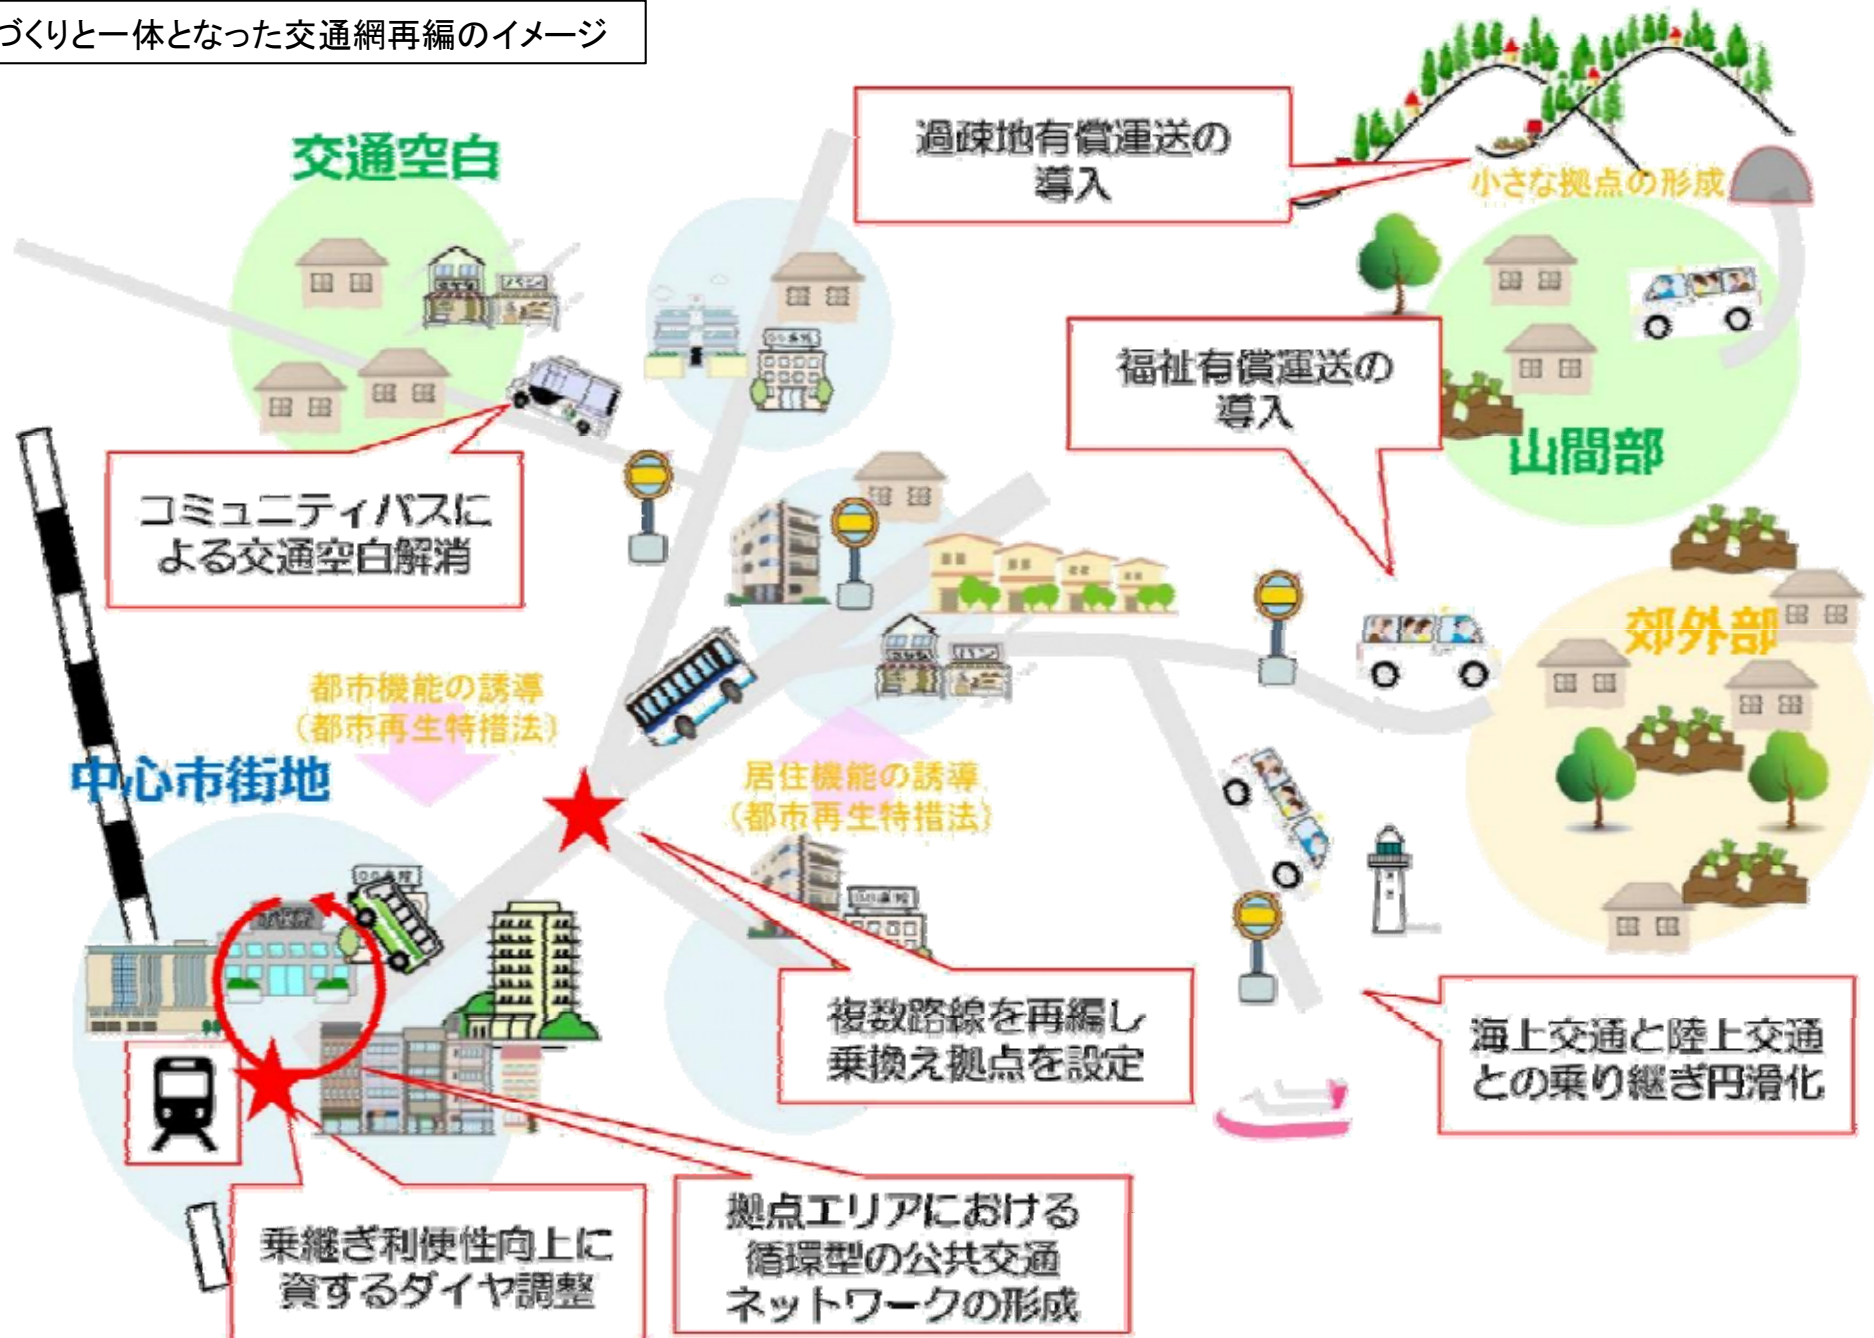 づくりと一体となった交通網再編のイメージ
交通空白
過疎地有償運送の
導入
小さな拠点の形成
福祉有償運送の
導入
山間部
コミュニティバスに
よる交通空白解消
郊外部
都市機能の誘導
(都市再生特措法)
中心市街地
居住機能の誘導
(都市再生特措法)
複数路線を再編し
乗換え拠点を設定
海上交通と陸上交通
との乗り継ぎ円滑化
乗継ぎ利便性向上に
資するダイヤ調整
拠点エリアにおける
循環型の公共交通
ネットワークの形成